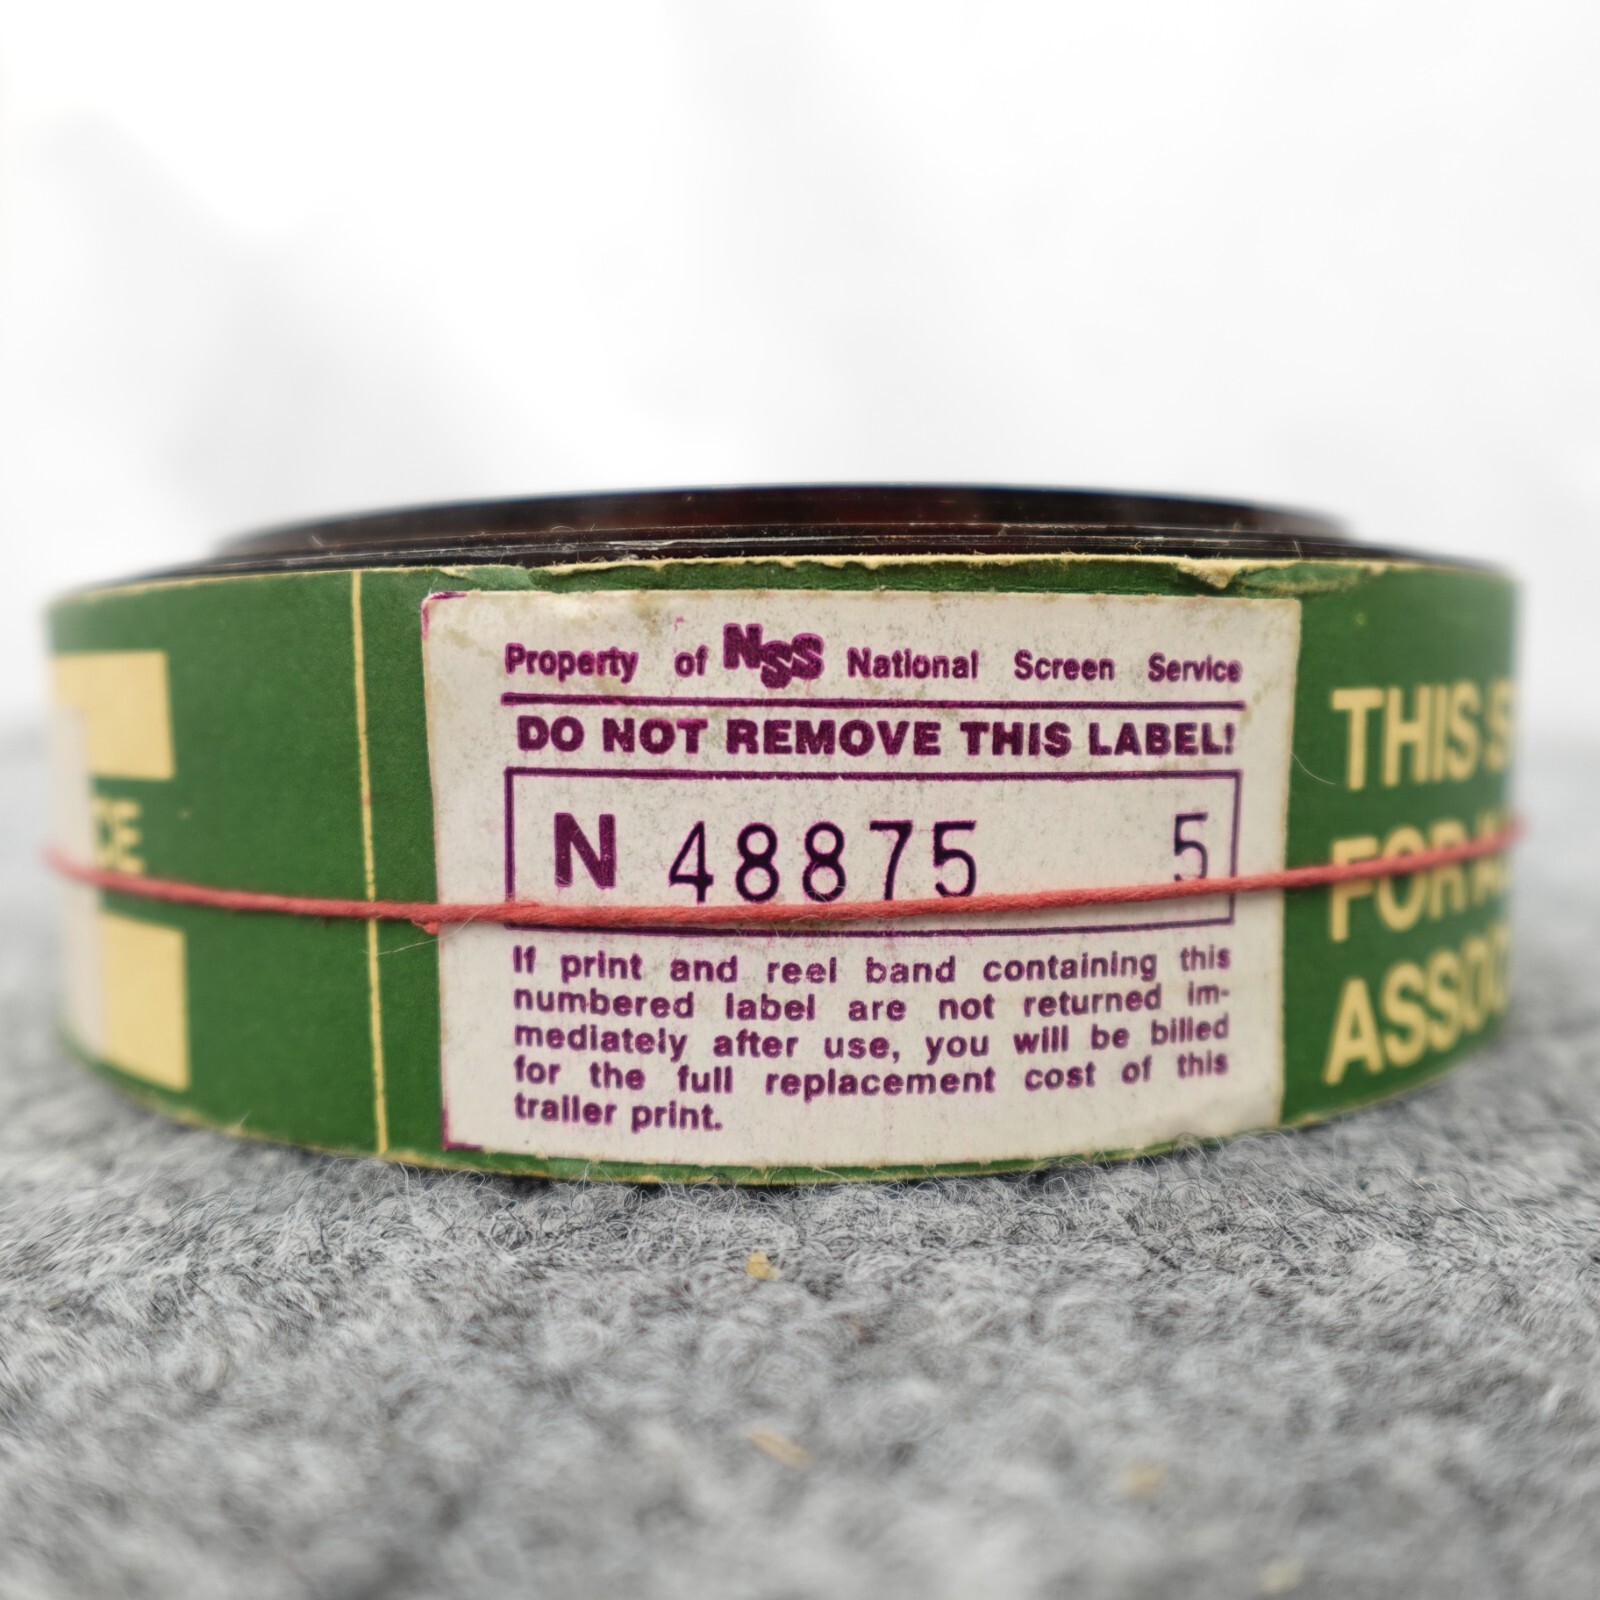 Property of NSS National Screen Service
DO NOT REMOVE THIS LABEL!
N 48875 5
If print and reel band containing this
numbered label are not returned im-
mediately after use, you will be billed
for the full replacement cost of this
trailer print.
THIS
FOR